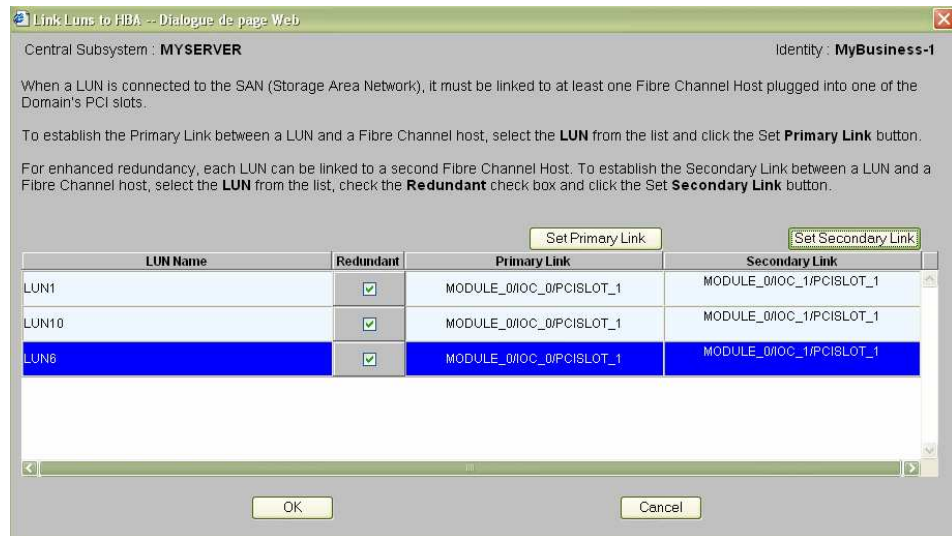 Link Luns to HBA -- Dialogue de page Web
Central Subsystem : MYSERVER Identity : MyBusiness-1
When a LUN is connected to the SAN (Storage Area Network), it must be linked to at least one Fibre Channel Host plugged into one of the
Domain's PCI slots.
To establish the Primary Link between a LUN and a Fibre Channel host, select the LUN from the list and click the Set Primary Link button.
For enhanced redundancy, each LUN can be linked to a second Fibre Channel Host. To establish the Secondary Link between a LUN and a
Fibre Channel host, select the LUN from the list, check the Redundant check box and click the Set Secondary Link button.
Set Primary Link Set Secondary Link
LUN Name Redundant Primary Link Secondary Link
LUN1 MODULE_0/IOC_0/PCISLOT_1 MODULE_0/IOC_1/PCISLOT_1
LUN10 MODULE_0/IOC_0/PCISLOT_1 MODULE_0/IOC_1/PCISLOT_1
LUN6 MODULE_0/IOC_0/PCISLOT_1 MODULE_0/IOC_1/PCISLOT_1
OK Cancel